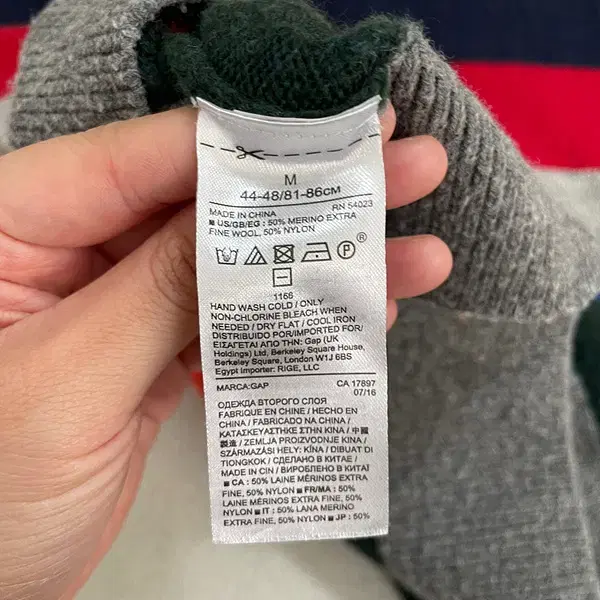 M
44-48/81-86CM
RN 54023
MADE IN CHINA
■ US/GB/EG : 50% MERINO EXTRA
FINE WOOL, 50% NYLON
P ®
1166
HAND WASH COLD / ONLY
NON-CHLORINE BLEACH WHEN
NEEDED / DRY FLAT / COOL IRON
DISTRIBUIDO POR/IMPORTED FOR/
ΕΙΣΑΓΕΤΑΙ ΑΠΟ ΤΗΝ: Gap (UK
Holdings) Ltd, Berkeley Square House,
Berkeley Square, London W1J 6BS
Egypt Importer: RIGE, LLC
MARCA:GAP CA 17897
07/16
ОДЕЖДА ВТОРОГО СЛОЯ
FABRIQUE EN CHINE / HECHO EN
CHINA / FABRICADO NA CHINA /
ΚΑΤΑΣΚΕΥΑΣΤΗΚΕ ΣΤΗΝ ΚΙΝΑ / 中國
製造 / ZEMLJA PROIZVODNJE KINA /
SZÁRMAZÁSI HELY: KÍNA / DIBUAT DI
TIONGKOK / СДЕЛАНО В КИТАЕ /
MADE IN CIN / ВИРОБЛЕНО В КИТАЇ
■ CA : 50% LAINE MÉRINOS EXTRA
FINE, 50% NYLON ■ FR/MA : 50%
LAINE MÉRINOS EXTRA FINE, 50%
NYLON ■ IT : 50% LANA MERINO
EXTRA FINE, 50% NYLON ■ JP : 50%